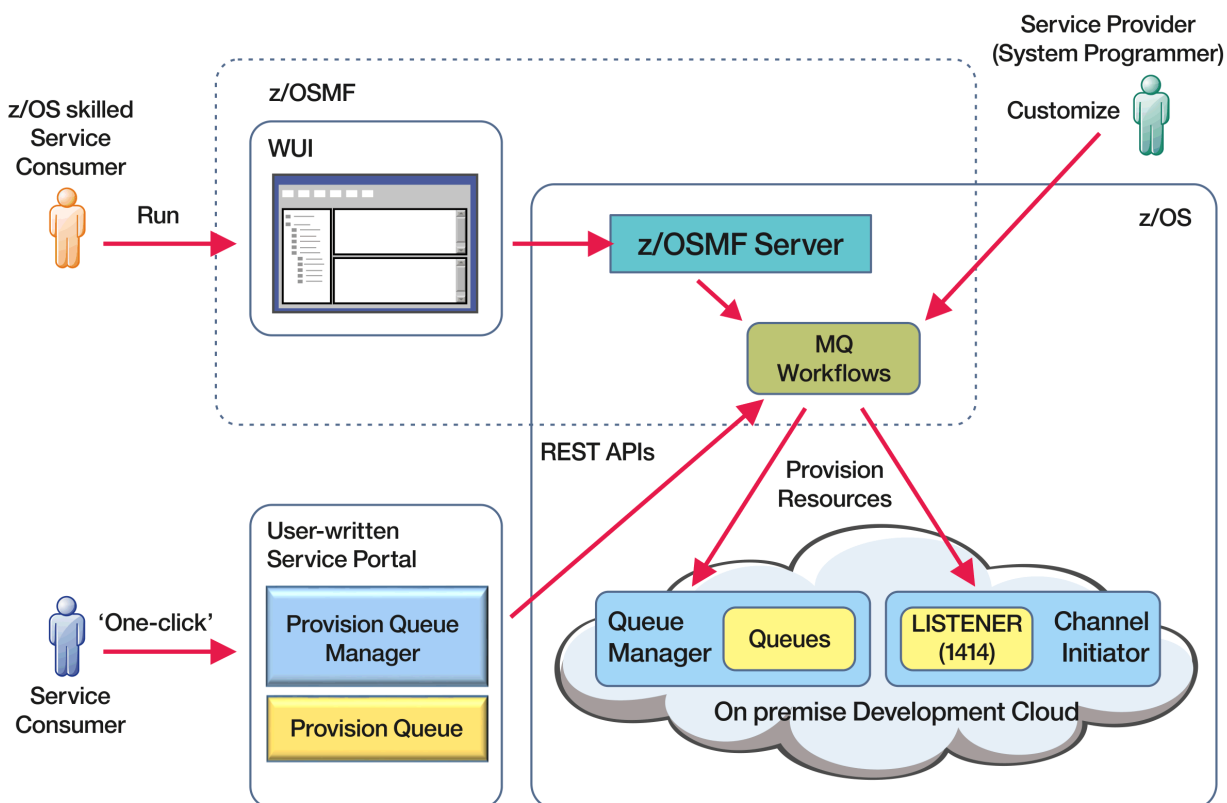 Service Provider
(System Programmer)
Customize
z/OSMF
z/OS skilled
Service
Consumer
WUI
Run
z/OS
z/OSMF Server
MQ
Workflows
REST APIs
Provision
Resources
User-written
Service Portal
Provision Queue
Manager
Provision Queue
'One-click'
Service
Consumer
Queue
Manager
Queues
LISTENER
(1414)
Channel
Initiator
On premise Development Cloud